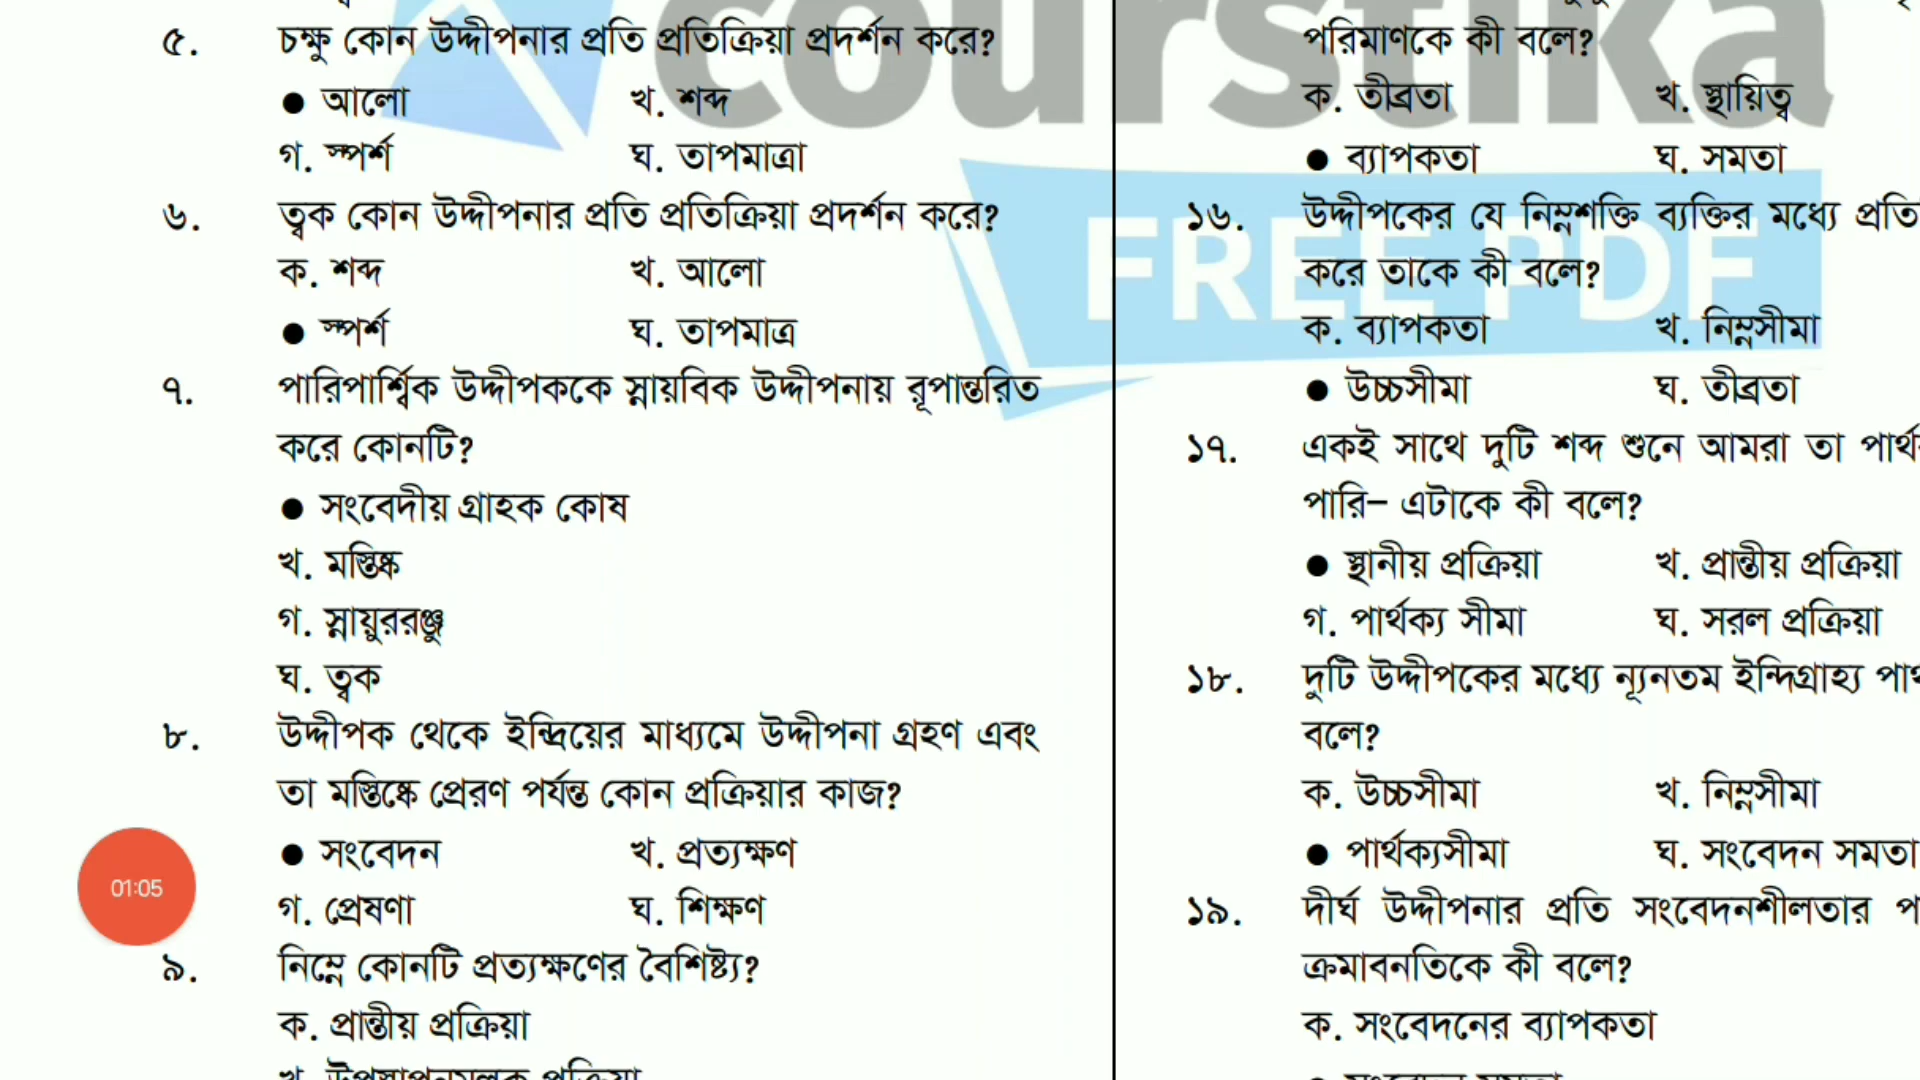 ৫. চক্ষু কোন উদ্দীপনার প্রতি প্রতিক্রিয়া প্রদর্শন করে?
● আলো খ. শব্দ
গ. স্পর্শ ঘ. তাপমাত্রা
৬. ত্বক কোন উদ্দীপনার প্রতি প্রতিক্রিয়া প্রদর্শন করে?
ক. শব্দ খ. আলো
● স্পর্শ ঘ. তাপমাত্র
৭. পারিপার্শ্বিক উদ্দীপককে স্নায়বিক উদ্দীপনায় রূপান্তরিত
করে কোনটি?
● সংবেদীয় গ্রাহক কোষ
খ. মস্তিষ্ক
গ. স্নায়ুররজ্জু
ঘ. ত্বক
৮. উদ্দীপক থেকে ইন্দ্রিয়ের মাধ্যমে উদ্দীপনা গ্রহণ এবং
তা মস্তিষ্কে প্রেরণ পর্যন্ত কোন প্রক্রিয়ার কাজ?
● সংবেদন খ. প্রত্যক্ষণ
গ. প্রেষণা ঘ. শিক্ষণ
৯. নিম্নে কোনটি প্রত্যক্ষণের বৈশিষ্ট্য?
ক. প্রান্তীয় প্রক্রিয়া
পরিমাণকে কী বলে?
ক. তীব্রতা খ. স্থায়িত্ব
● ব্যাপকতা ঘ. সমতা
১৬. উদ্দীপকের যে নিম্নশক্তি ব্যক্তির মধ্যে প্রতি
করে তাকে কী বলে?
ক. ব্যাপকতা খ. নিম্নসীমা
● উচ্চসীমা ঘ. তীব্রতা
১৭. একই সাথে দুটি শব্দ শুনে আমরা তা পার্থ
পারি– এটাকে কী বলে?
● স্থানীয় প্রক্রিয়া খ. প্রান্তীয় প্রক্রিয়া
গ. পার্থক্য সীমা ঘ. সরল প্রক্রিয়া
১৮. দুটি উদ্দীপকের মধ্যে ন্যূনতম ইন্দিগ্রাহ্য পার্থ
বলে?
ক. উচ্চসীমা খ. নিম্নসীমা
● পার্থক্যসীমা ঘ. সংবেদন সমতা
১৯. দীর্ঘ উদ্দীপনার প্রতি সংবেদনশীলতার প
ক্রমাবনতিকে কী বলে?
ক. সংবেদনের ব্যাপকতা
courstika
FREE PDF
01:05